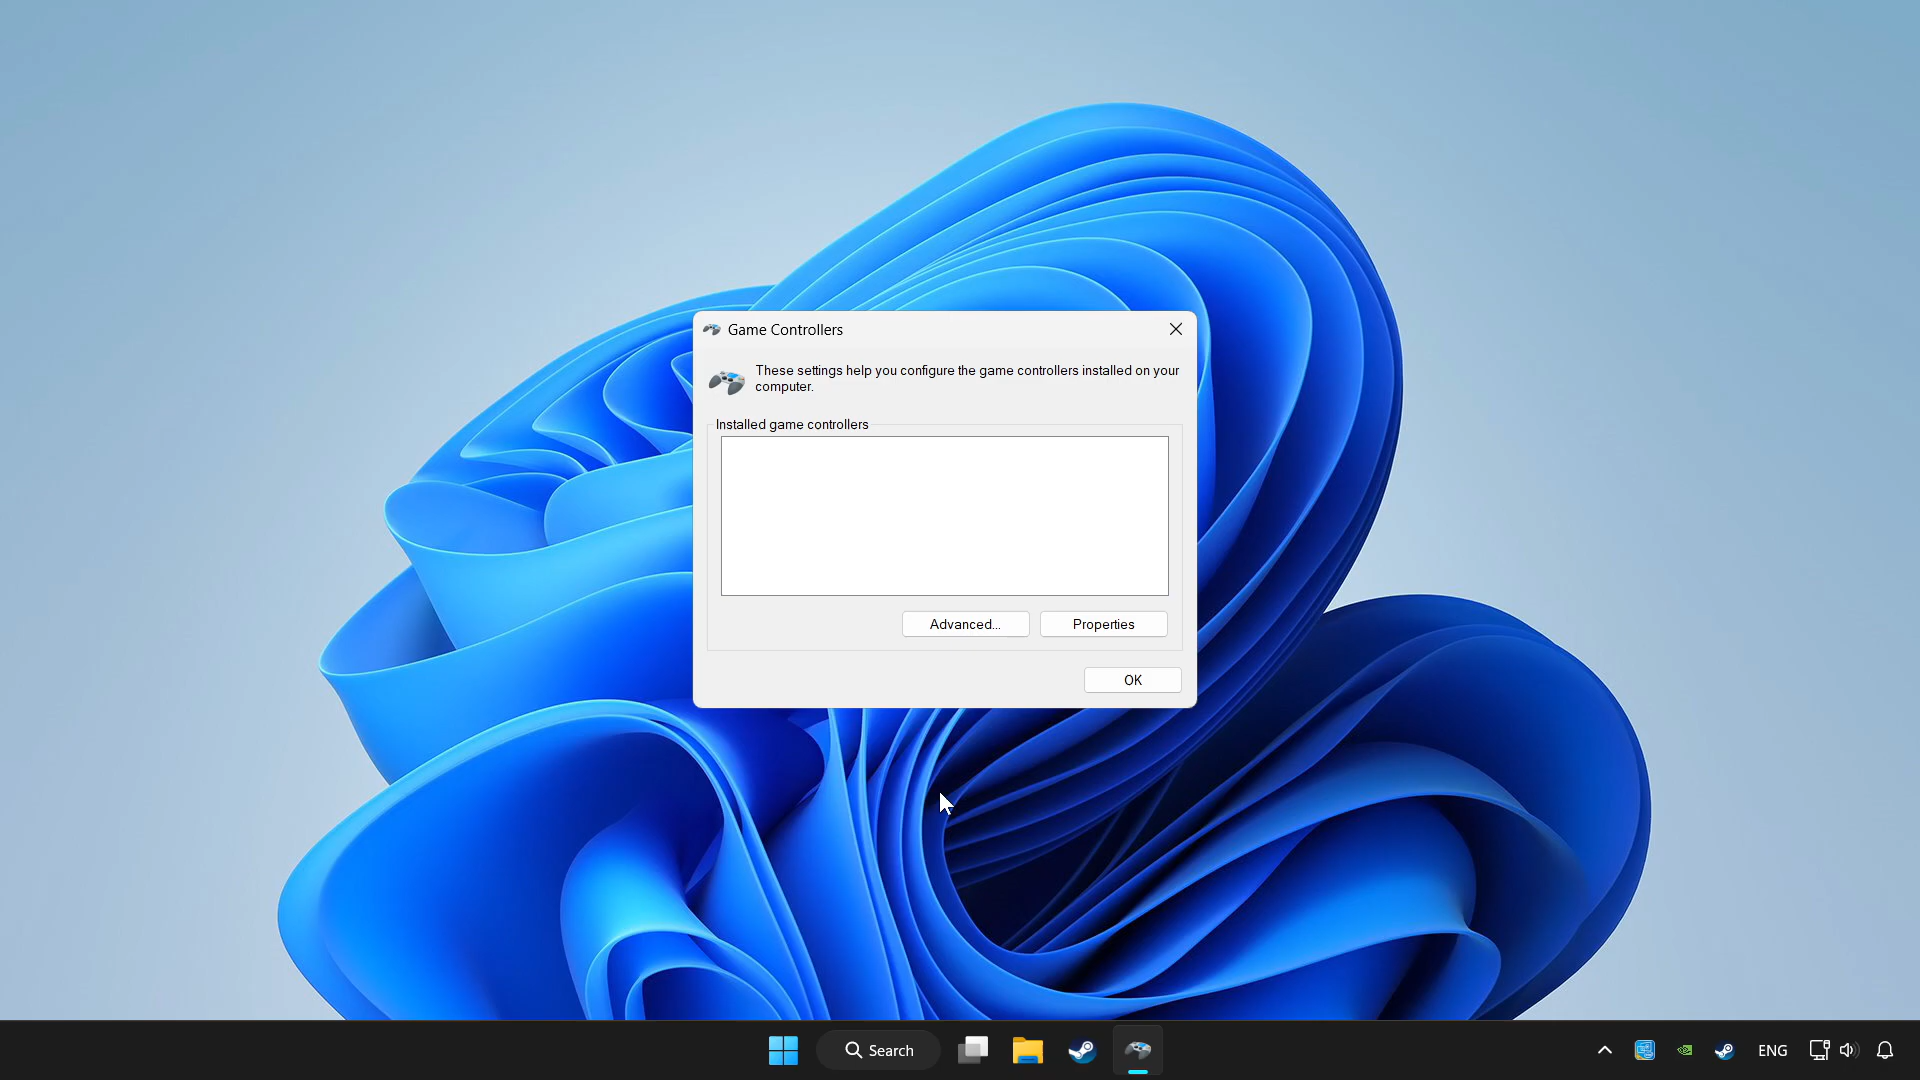 Game Controllers
These settings help you configure the game controllers installed on your
computer.
Installed game controllers
Advanced...
Properties
OK
Search
ENG